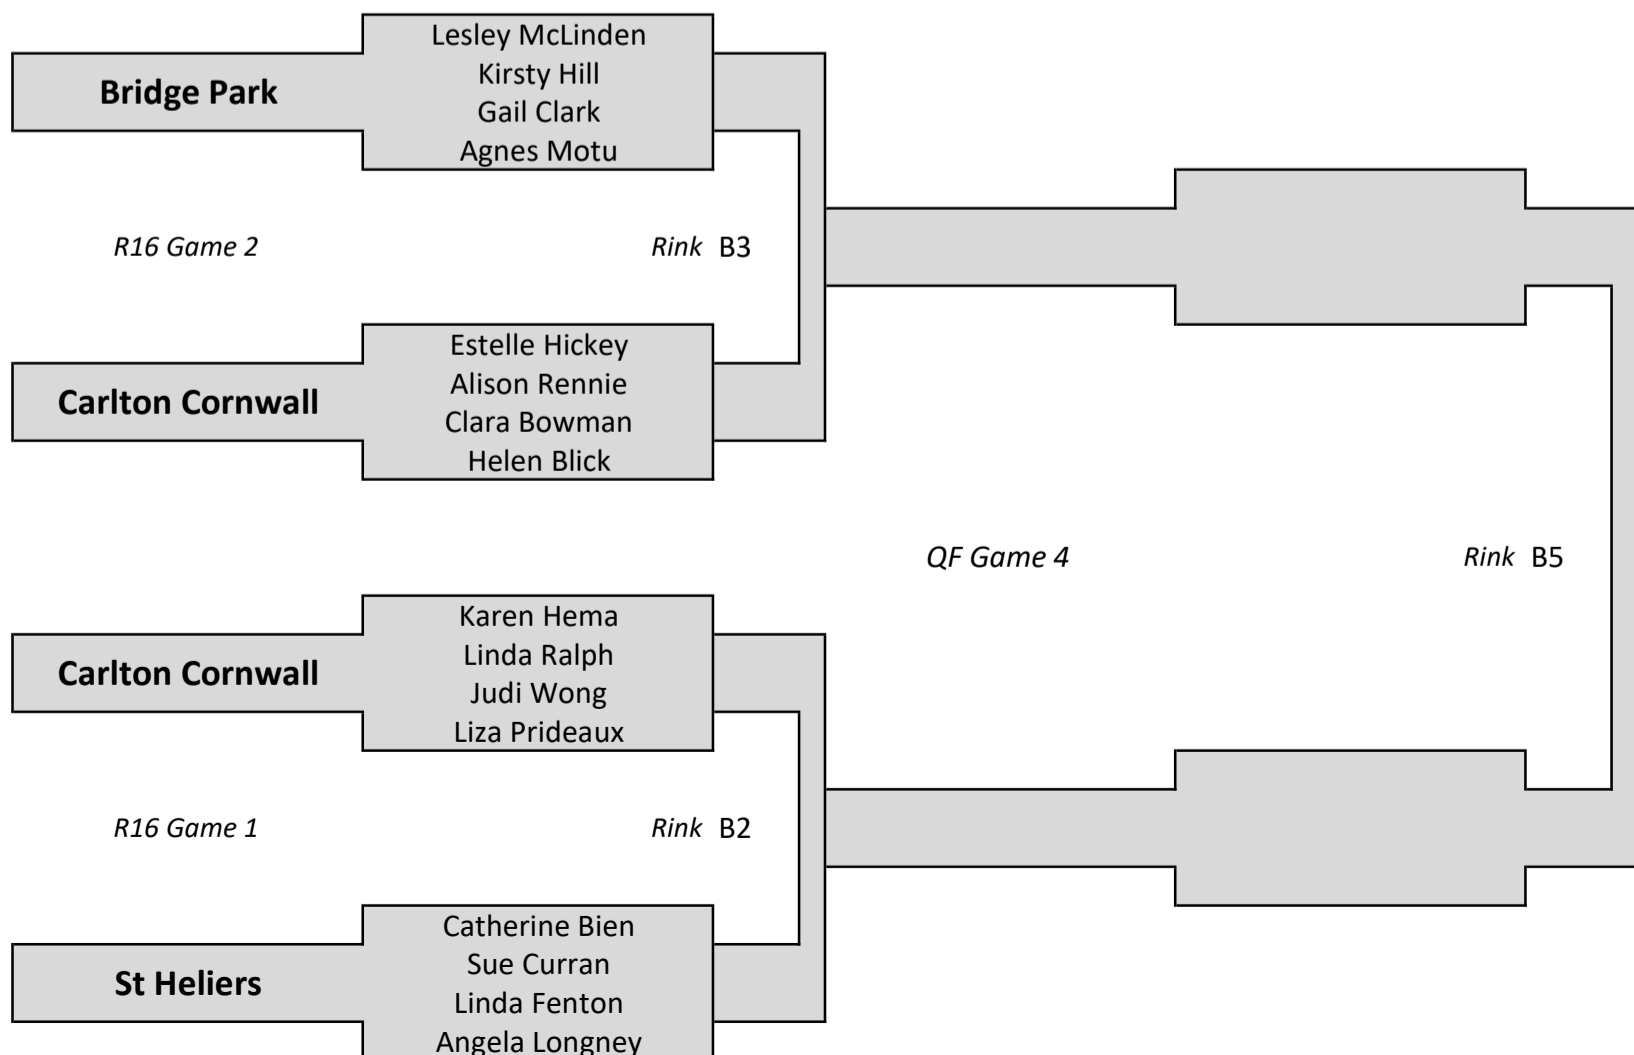 Lesley McLinden
Kirsty Hill
Gail Clark
Agnes Motu
Bridge Park
R16 Game 2
Rink B3
Estelle Hickey
Alison Rennie
Clara Bowman
Helen Blick
Carlton Cornwall
QF Game 4
Rink B5
Karen Hema
Linda Ralph
Judi Wong
Liza Prideaux
Carlton Cornwall
R16 Game 1
Rink B2
Catherine Bien
Sue Curran
Linda Fenton
Angela Longney
St Heliers